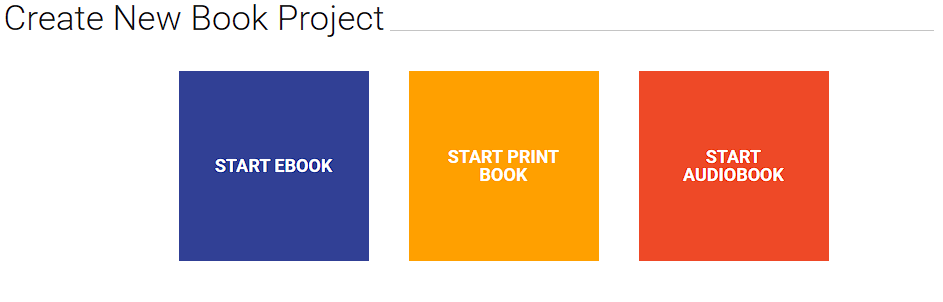 Create New Book Project
START EBOOK
START PRINT
BOOK
START
AUDIOBOOK